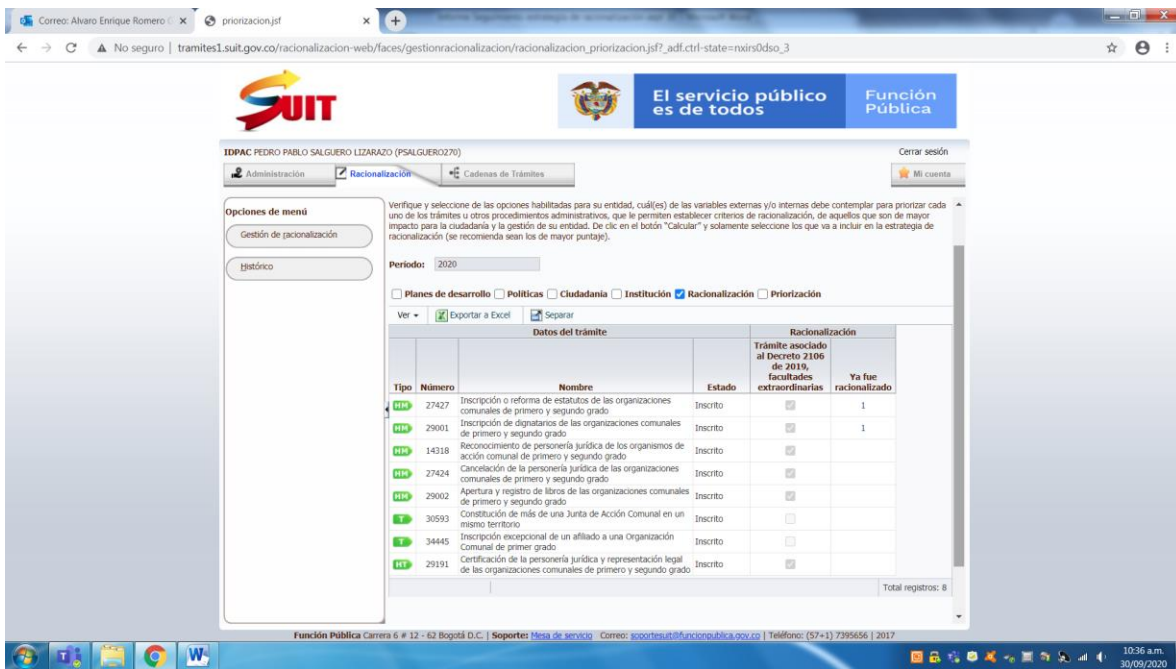 Correo: Alvaro Enrique Romero
priorizacion.jsf
No seguro | tramites1.suit.gov.co/racionalizacion-web/faces/gestionracionalizacion/racionalizacion_priorizacion.jsf?_adf.ctrl-state=nxirs0dso_3
SUIT
El servicio público
es de todos
Función
Pública
IDPAC PEDRO PABLO SALGUERO LIZARAZO (PSALGUERO270)
Cerrar sesión
Administración
Racionalización
Cadenas de Trámites
Mi cuenta
Opciones de menú
Gestión de racionalización
Histórico
Verifique y seleccione de las opciones habilitadas para su entidad, cuál(es) de las variables externas y/o internas debe contemplar para priorizar cada
uno de los trámites u otros procedimientos administrativos, que le permiten establecer criterios de racionalización, de aquellos que son de mayor
impacto para la ciudadanía y la gestión de su entidad. De clic en el botón "Calcular" y solamente seleccione los que va a incluir en la estrategia de
racionalización (se recomienda sean los de mayor puntaje).
Período: 2020
Planes de desarrollo Políticas Ciudadanía Institución Racionalización Priorización
Ver Exportar a Excel Separar
Datos del trámite Racionalización
Tipo Número Nombre Estado
Trámite asociado
al Decreto 2106
de 2019,
facultades
extraordinarias
Ya fue
racionalizado
HM 27427 Inscripción o reforma de estatutos de las organizaciones
comunales de primero y segundo grado Inscrito 1
HM 29001 Inscripción de dignatarios de las organizaciones comunales
de primero y segundo grado Inscrito 1
HM 14318 Reconocimiento de personería jurídica de los organismos de
acción comunal de primero y segundo grado Inscrito
HM 27424 Cancelación de la personería jurídica de las organizaciones
comunales de primero y segundo grado Inscrito
HM 29002 Apertura y registro de libros de las organizaciones comunales
de primero y segundo grado Inscrito
T 30593 Constitución de más de una Junta de Acción Comunal en un
mismo territorio Inscrito
T 34445 Inscripción excepcional de un afiliado a una Organización
Comunal de primer grado Inscrito
HT 29191 Certificación de la personería jurídica y representación legal
de las organizaciones comunales de primero y segundo grado Inscrito
Total registros: 8
Función Pública Carrera 6 # 12 - 62 Bogotá D.C. | Soporte: Mesa de servicio Correo: soportesuit@funcionpublica.gov.co | Teléfono: (57+1) 7395656 | 2017
10:36 a.m.
30/09/2020